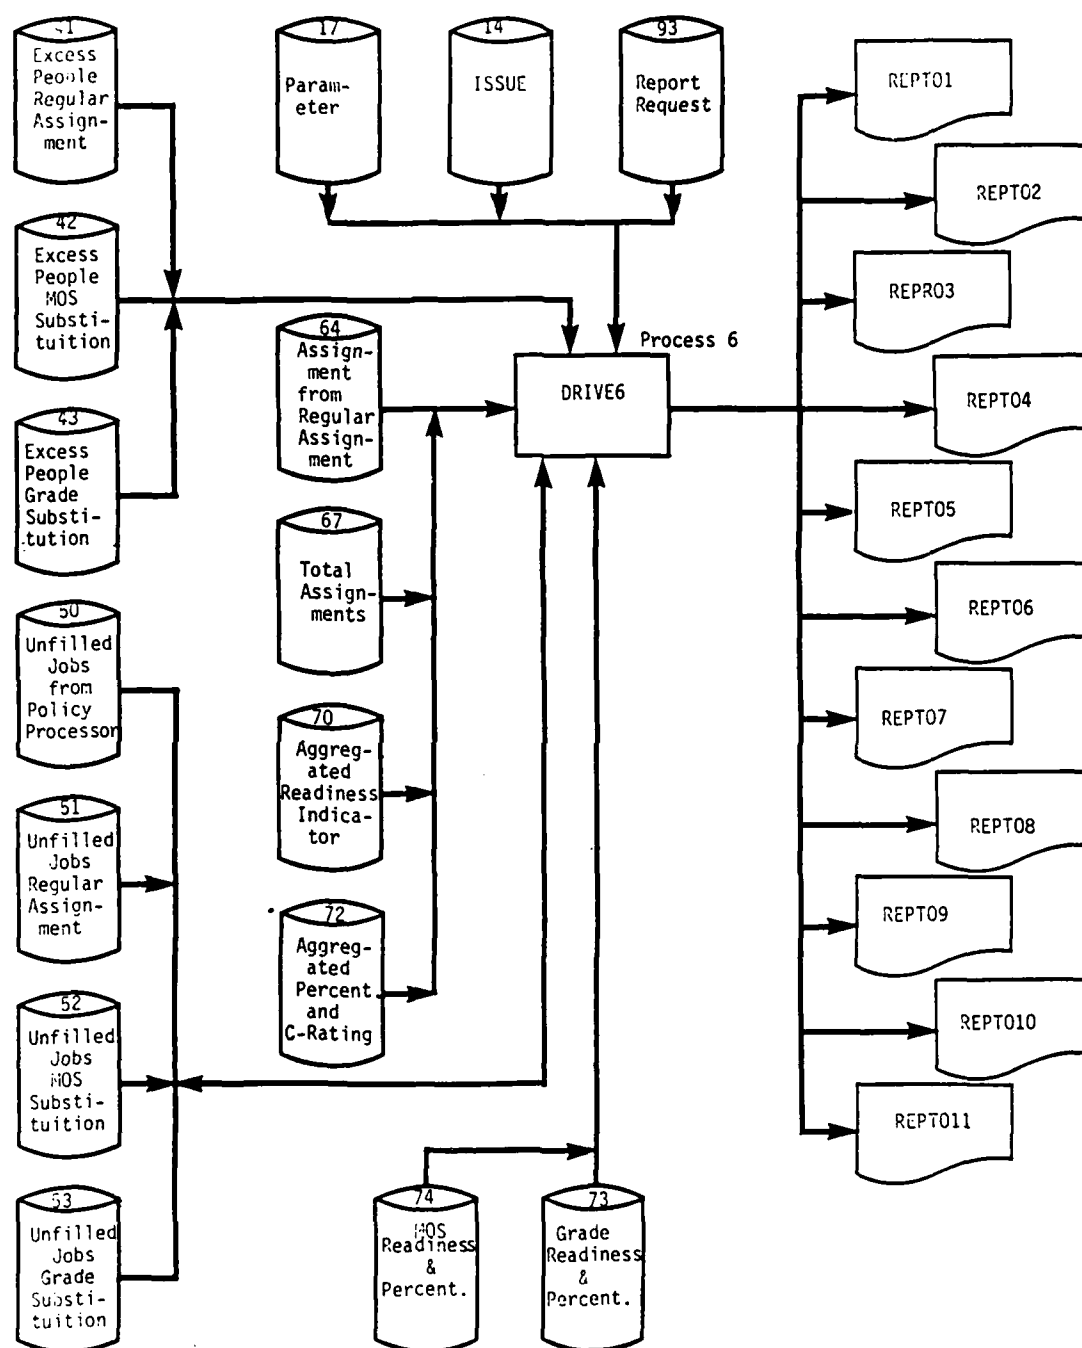 41
Excess
People
Regular
Assign-
ment
17
Param-
eter
14
ISSUE
93
Report
Request
REPT01
REPT02
REPR03
REPT04
REPT05
REPT06
REPT07
REPT08
REPT09
REPT010
REPT011
42
Excess
People
MOS
Substi-
tuition
43
Excess
People
Grade
Substi-
tution
64
Assign-
ment
from
Regular
Assign-
ment
Process 6
DRIVE6
67
Total
Assign-
ments
50
Unfilled
Jobs
from
Policy
Processor
70
Aggreg-
ated
Readiness
Indica-
tor
51
Unfilled
Jobs
Regular
Assign-
ment
72
Aggreg-
ated
Percent
and
C-Rating
52
Unfilled
Jobs
MOS
Substi-
tuition
53
Unfilled
Jobs
Grade
Substi-
tuition
74
MOS
Readiness
&
Percent.
73
Grade
Readiness
&
Percent.